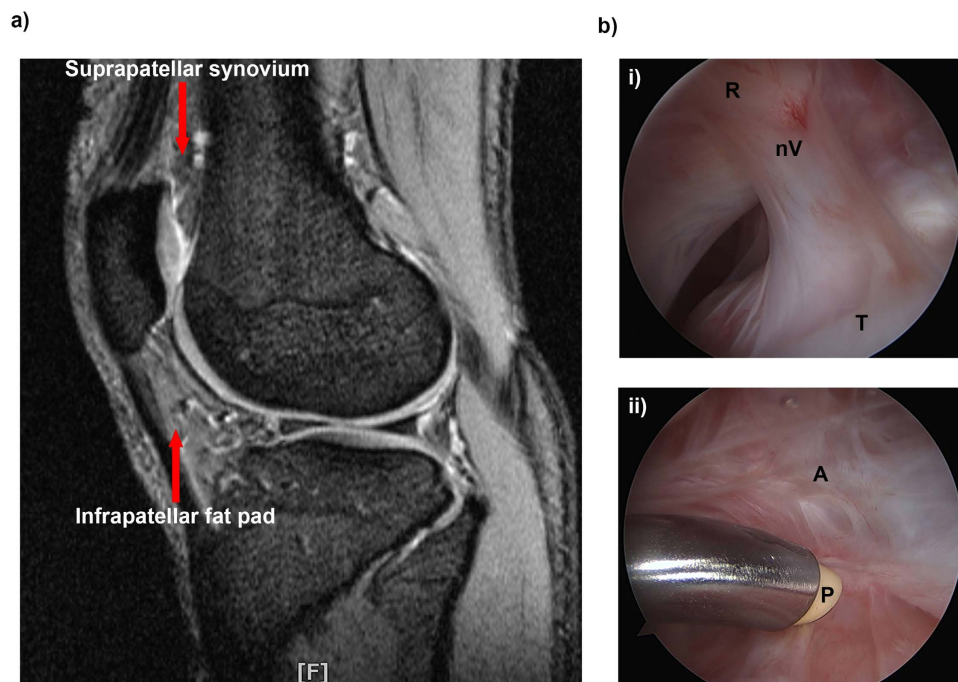 a)
b)
Suprapatellar synovium
Infrapatellar fat pad
[F]
i)
R
nV
T
ii)
A
P